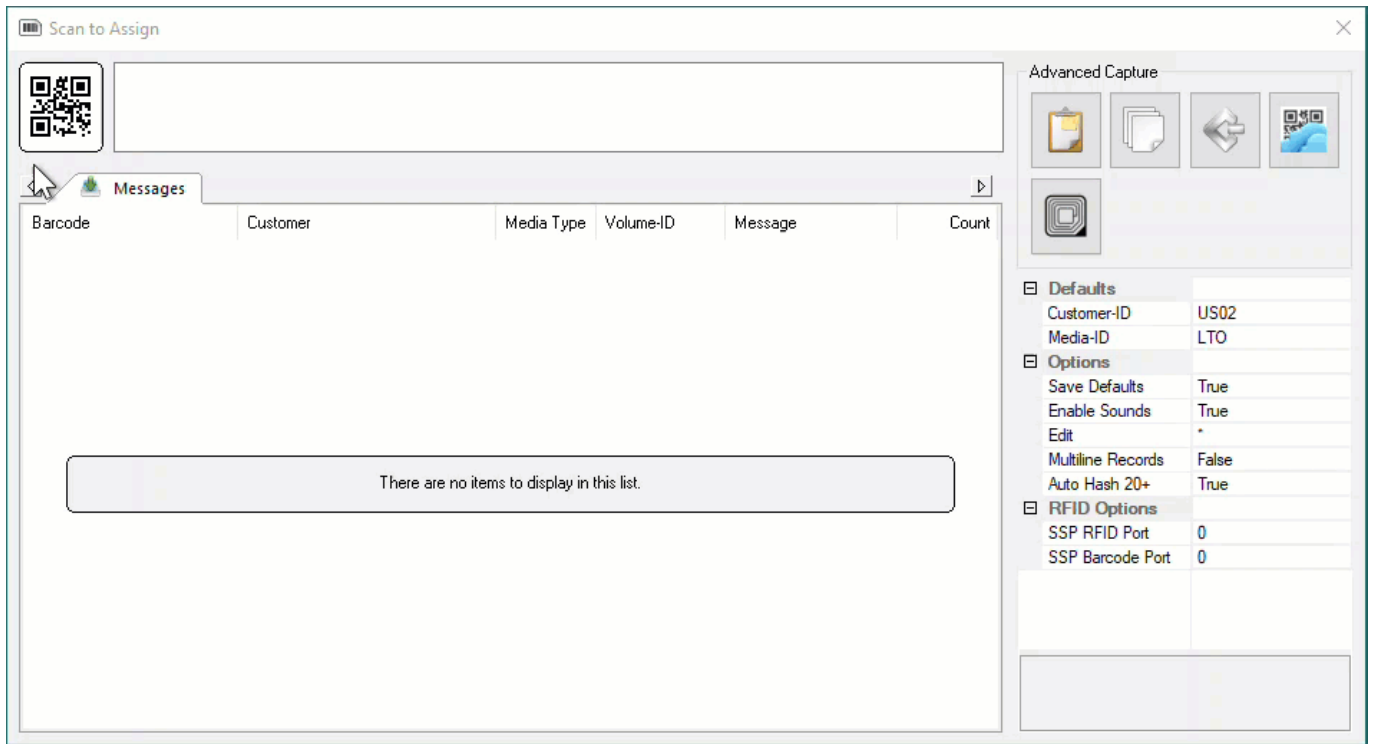 Scan to Assign
Advanced Capture
Messages
Barcode Customer Media Type Volume-ID Message Count
There are no items to display in this list.
Defaults
Customer-ID US02
Media-ID LTO
Options
Save Defaults True
Enable Sounds True
Edit *
Multiline Records False
Auto Hash 20+ True
RFID Options
SSP RFID Port 0
SSP Barcode Port 0